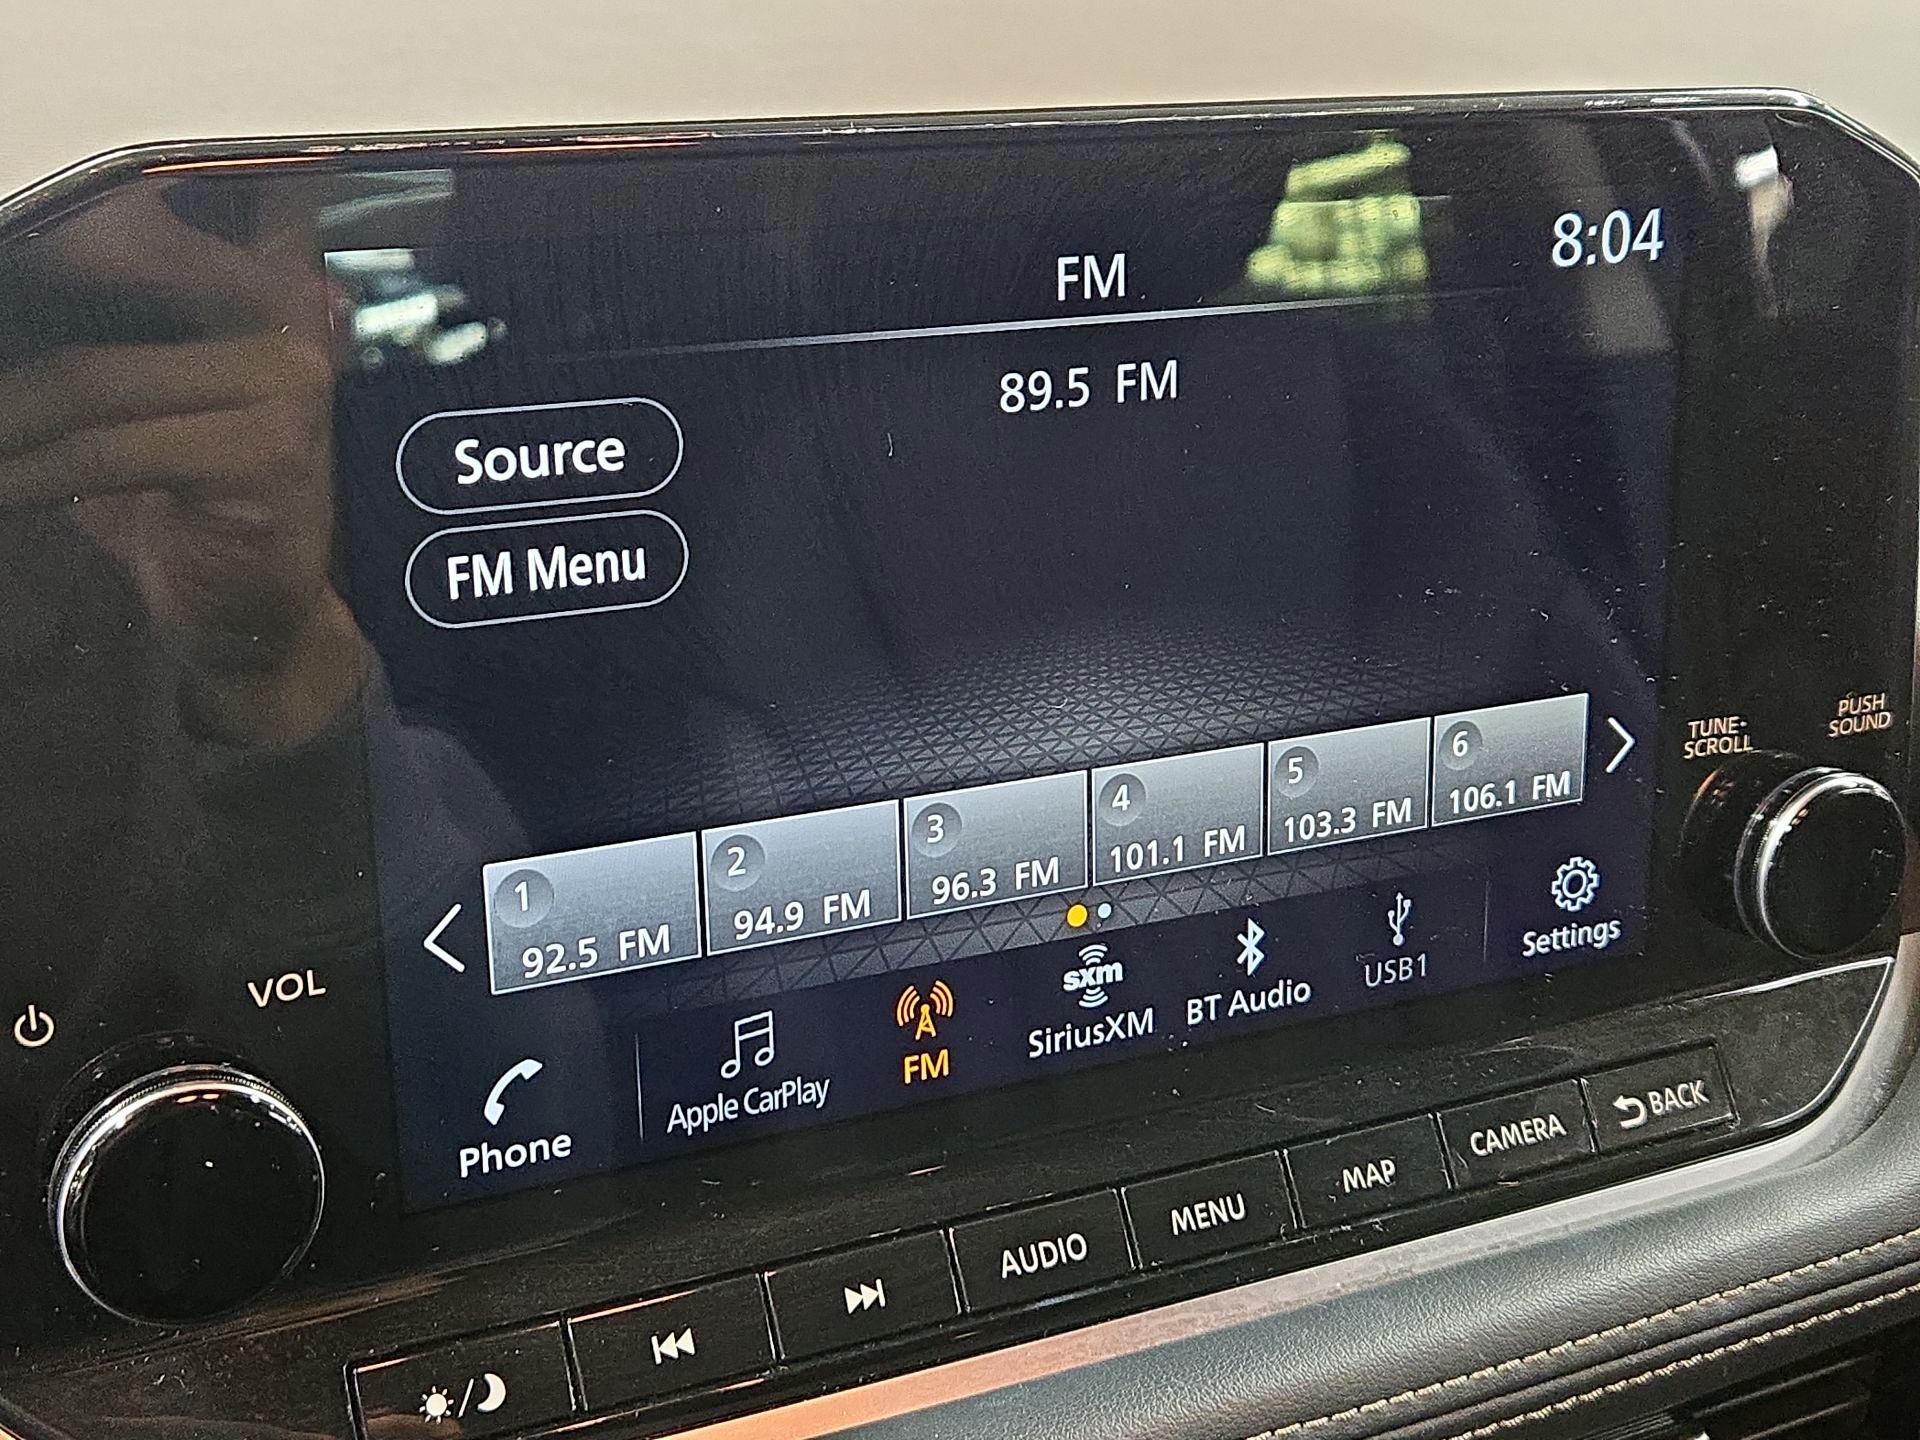 8:04
FM
89.5 FM
Source
FM Menu
1
92.5 FM
2
94.9 FM
3
96.3 FM
4
101.1 FM
5
103.3 FM
6
106.1 FM
TUNE-
SCROLL
PUSH
SOUND
VOL
Phone
Apple CarPlay
FM
sxm
SiriusXM
BT Audio
USB1
Settings
AUDIO
MENU
MAP
CAMERA
BACK